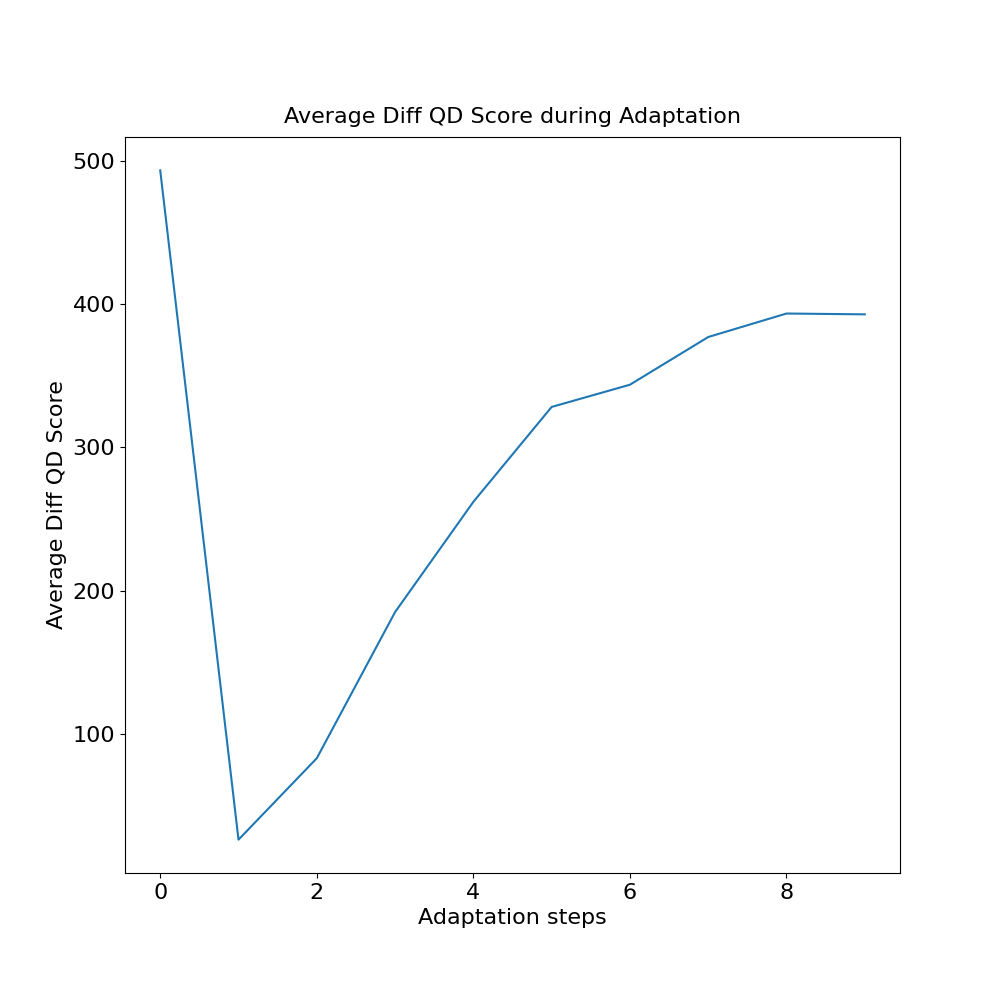 Average Diff QD Score during Adaptation
Average Diff QD Score
500
400
300
200
100
0 2 4 6 8
Adaptation steps